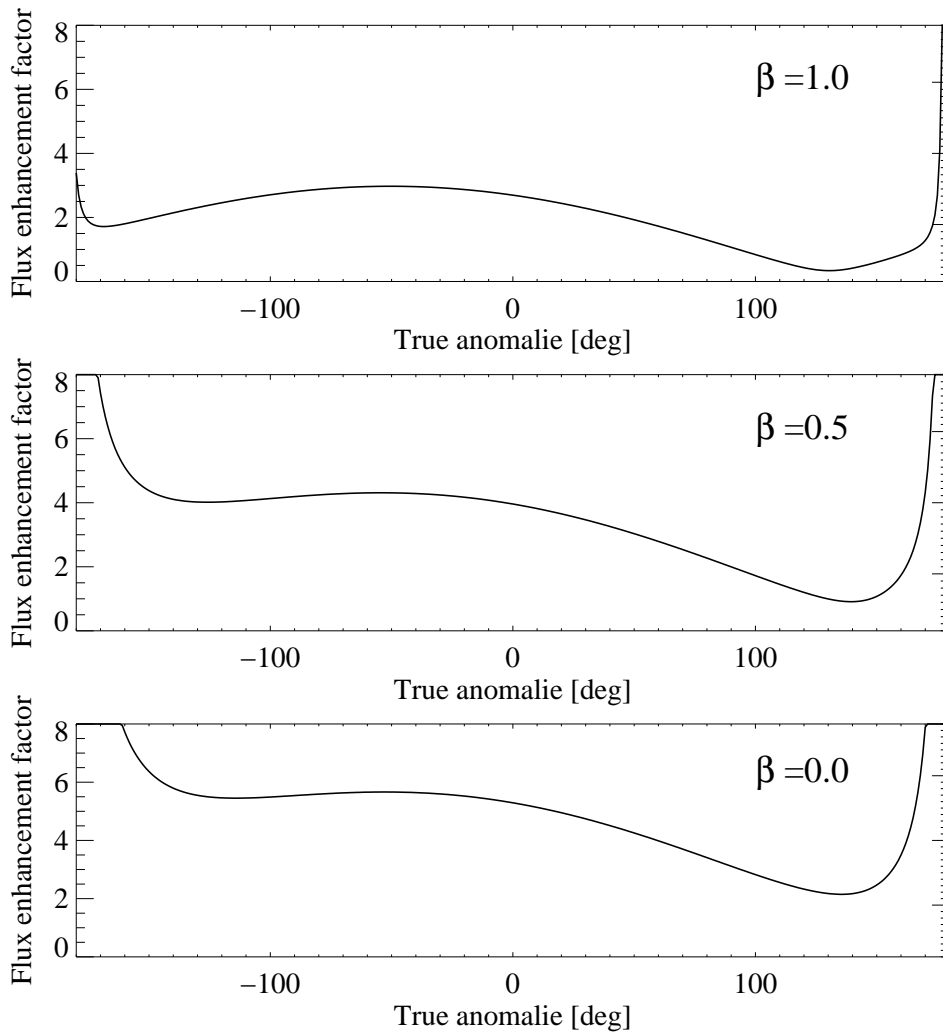 Flux enhancement factor
8
6
4
2
0
β =1.0
−100
0
100
True anomalie [deg]
Flux enhancement factor
8
6
4
2
0
β =0.5
−100
0
100
True anomalie [deg]
Flux enhancement factor
8
6
4
2
0
β =0.0
−100
0
100
True anomalie [deg]